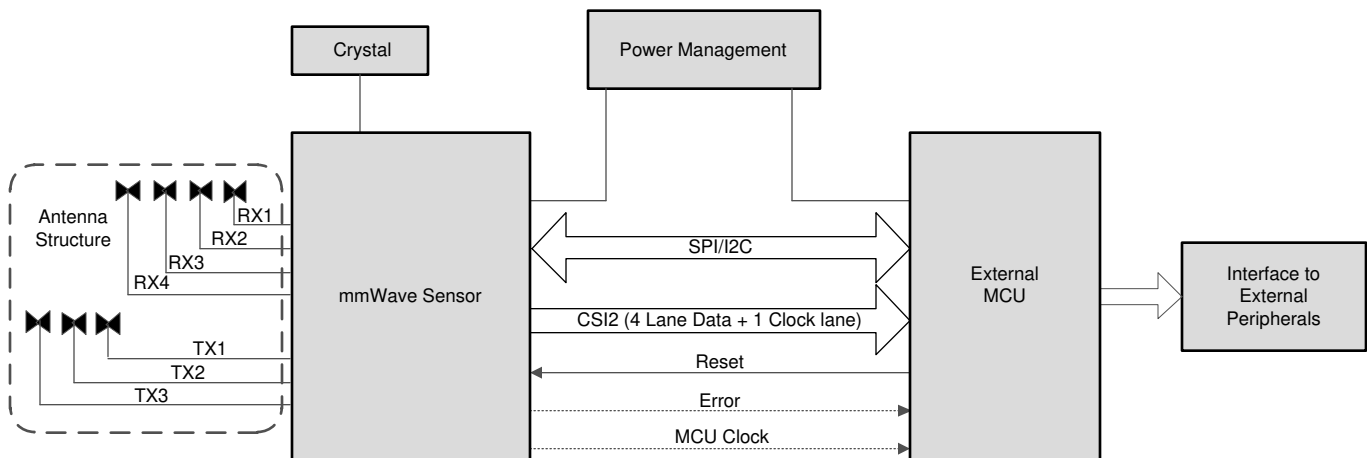 Crystal
Power Management
Antenna
Structure
RX1
RX2
RX3
RX4
TX1
TX2
TX3
mmWave Sensor
SPI/I2C
CSI2 (4 Lane Data + 1 Clock lane)
Reset
Error
MCU Clock
External
MCU
Interface to
External
Peripherals